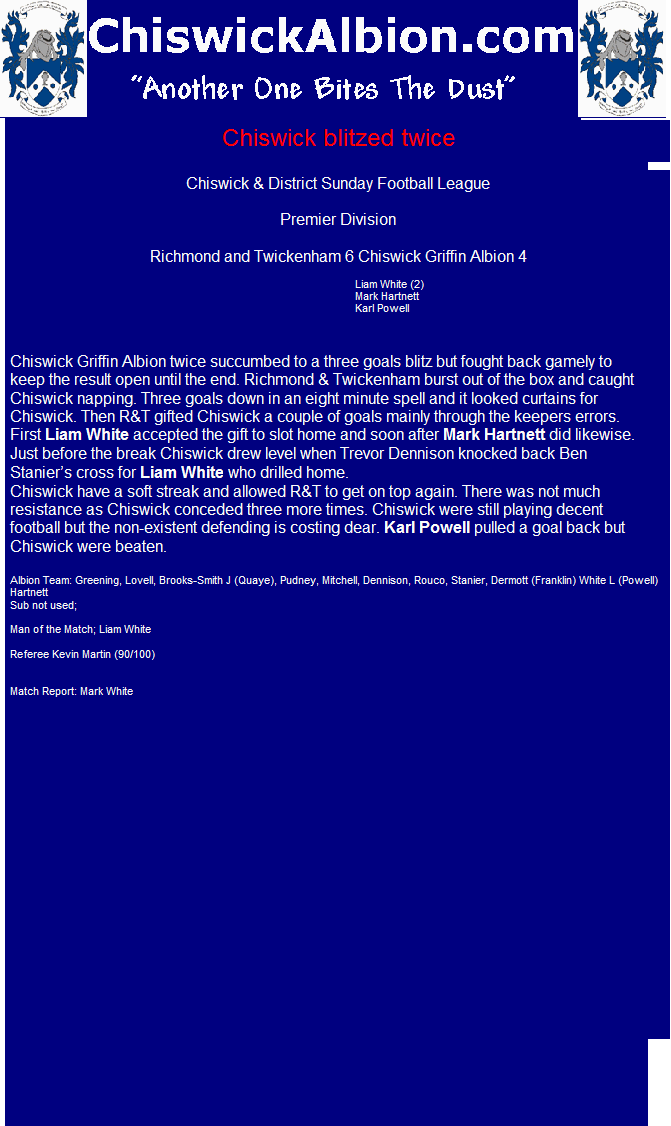 ChiswickAlbion.com
“Another One Bites The Dust”
Chiswick blitzed twice
Chiswick & District Sunday Football League
Premier Division
Richmond and Twickenham 6 Chiswick Griffin Albion 4
Liam White (2)
Mark Hartnett
Karl Powell
Chiswick Griffin Albion twice succumbed to a three goals blitz but fought back gamely to
keep the result open until the end. Richmond & Twickenham burst out of the box and caught
Chiswick napping. Three goals down in an eight minute spell and it looked curtains for
Chiswick. Then R&T gifted Chiswick a couple of goals mainly through the keepers errors.
First Liam White accepted the gift to slot home and soon after Mark Hartnett did likewise.
Just before the break Chiswick drew level when Trevor Dennison knocked back Ben
Stanier’s cross for Liam White who drilled home.
Chiswick have a soft streak and allowed R&T to get on top again. There was not much
resistance as Chiswick conceded three more times. Chiswick were still playing decent
football but the non-existent defending is costing dear. Karl Powell pulled a goal back but
Chiswick were beaten.
Albion Team: Greening, Lovell, Brooks-Smith J (Quaye), Pudney, Mitchell, Dennison, Rouco, Stanier, Dermott (Franklin) White L (Powell)
Hartnett
Sub not used;
Man of the Match; Liam White
Referee Kevin Martin (90/100)
Match Report: Mark White